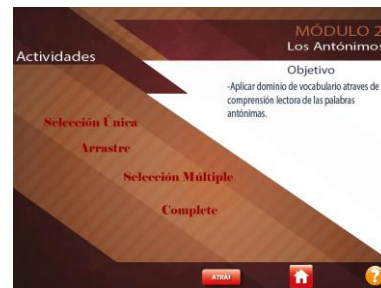 MÓDULO 2
Los Antónimos
Actividades
Objetivo
-Aplicar dominio de vocabulario atraves de
comprensión lectora de las palabras
antónimas.
Selección Única
Arrastre
Selección Múltiple
Complete
ATRÁS
?